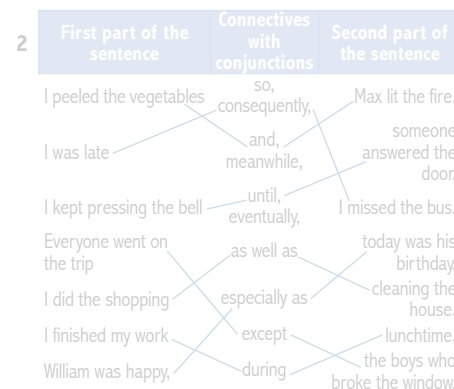 2
First part of the sentence
Connectives with conjunctions
Second part of the sentence
I peeled the vegetables
so, consequently,
Max lit the fire.
I was late
and, meanwhile,
someone answered the door.
I kept pressing the bell
until, eventually,
I missed the bus.
Everyone went on the trip
as well as
today was his birthday.
I did the shopping
especially as
cleaning the house.
I finished my work
except
lunchtime.
William was happy,
during
the boys who broke the window.